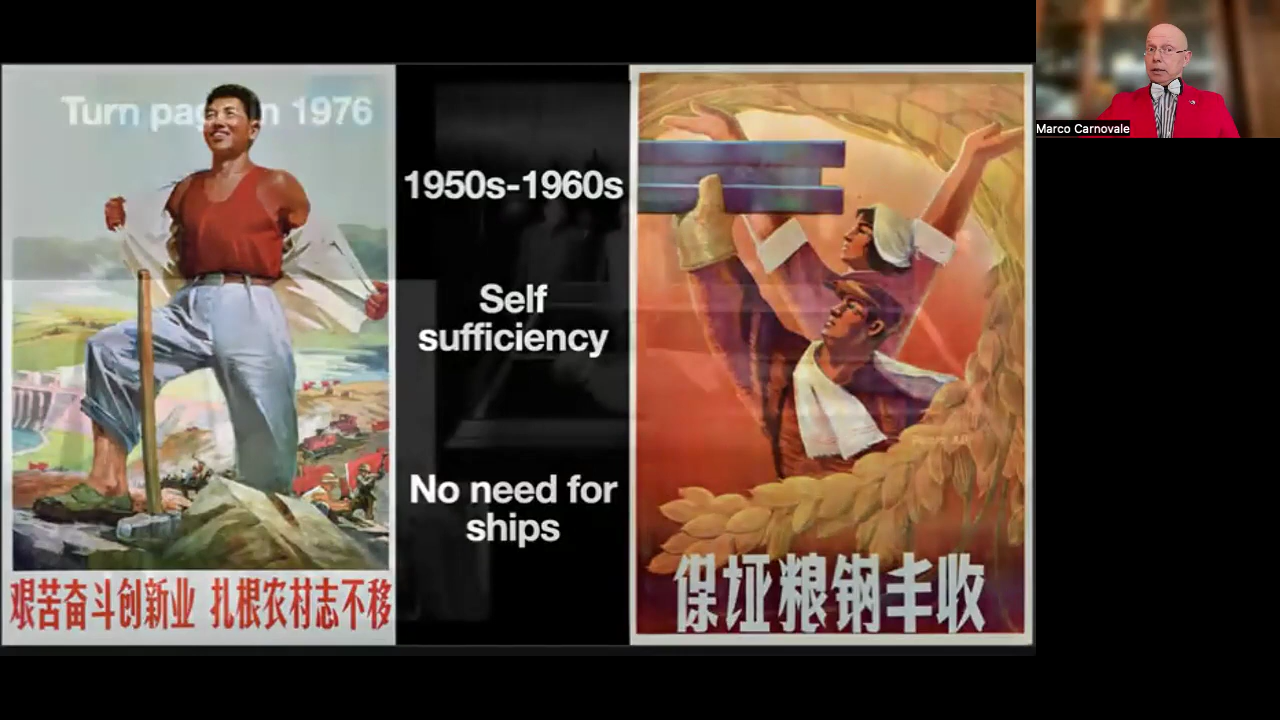 Turn pag in 1976
1950s-1960s
Self
sufficiency
No need for
ships
艰苦奋斗创新业 扎根农村志不移
保证粮钢丰收
Marco Carnovale